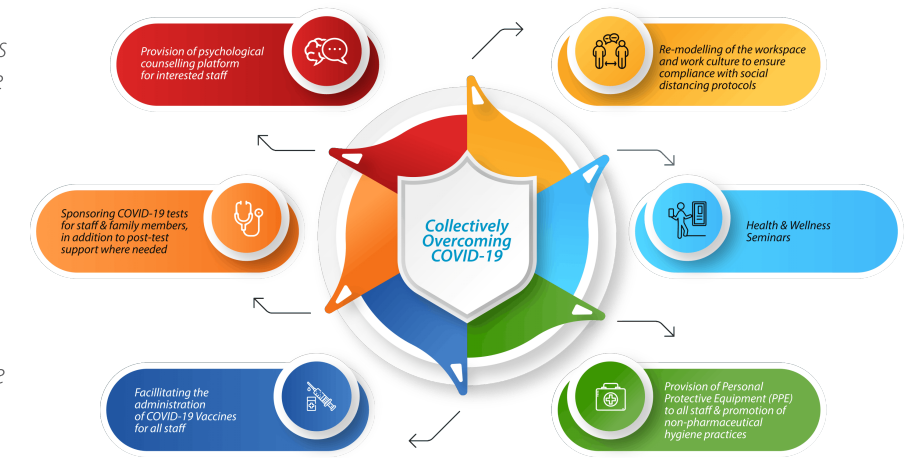 Provision of psychological
counselling platform
for interested staff
Re-modelling of the workspace
and work culture to ensure
compliance with social
distancing protocols
Sponsoring COVID-19 tests
for staff & family members,
in addition to post-test
support where needed
Collectively
Overcoming
COVID-19
Health & Wellness
Seminars
Facillitating the
administration
of COVID-19 Vaccines
for all staff
Provision of Personal
Protective Equipment (PPE)
to all staff & promotion of
non-pharmaceutical
hygiene practices